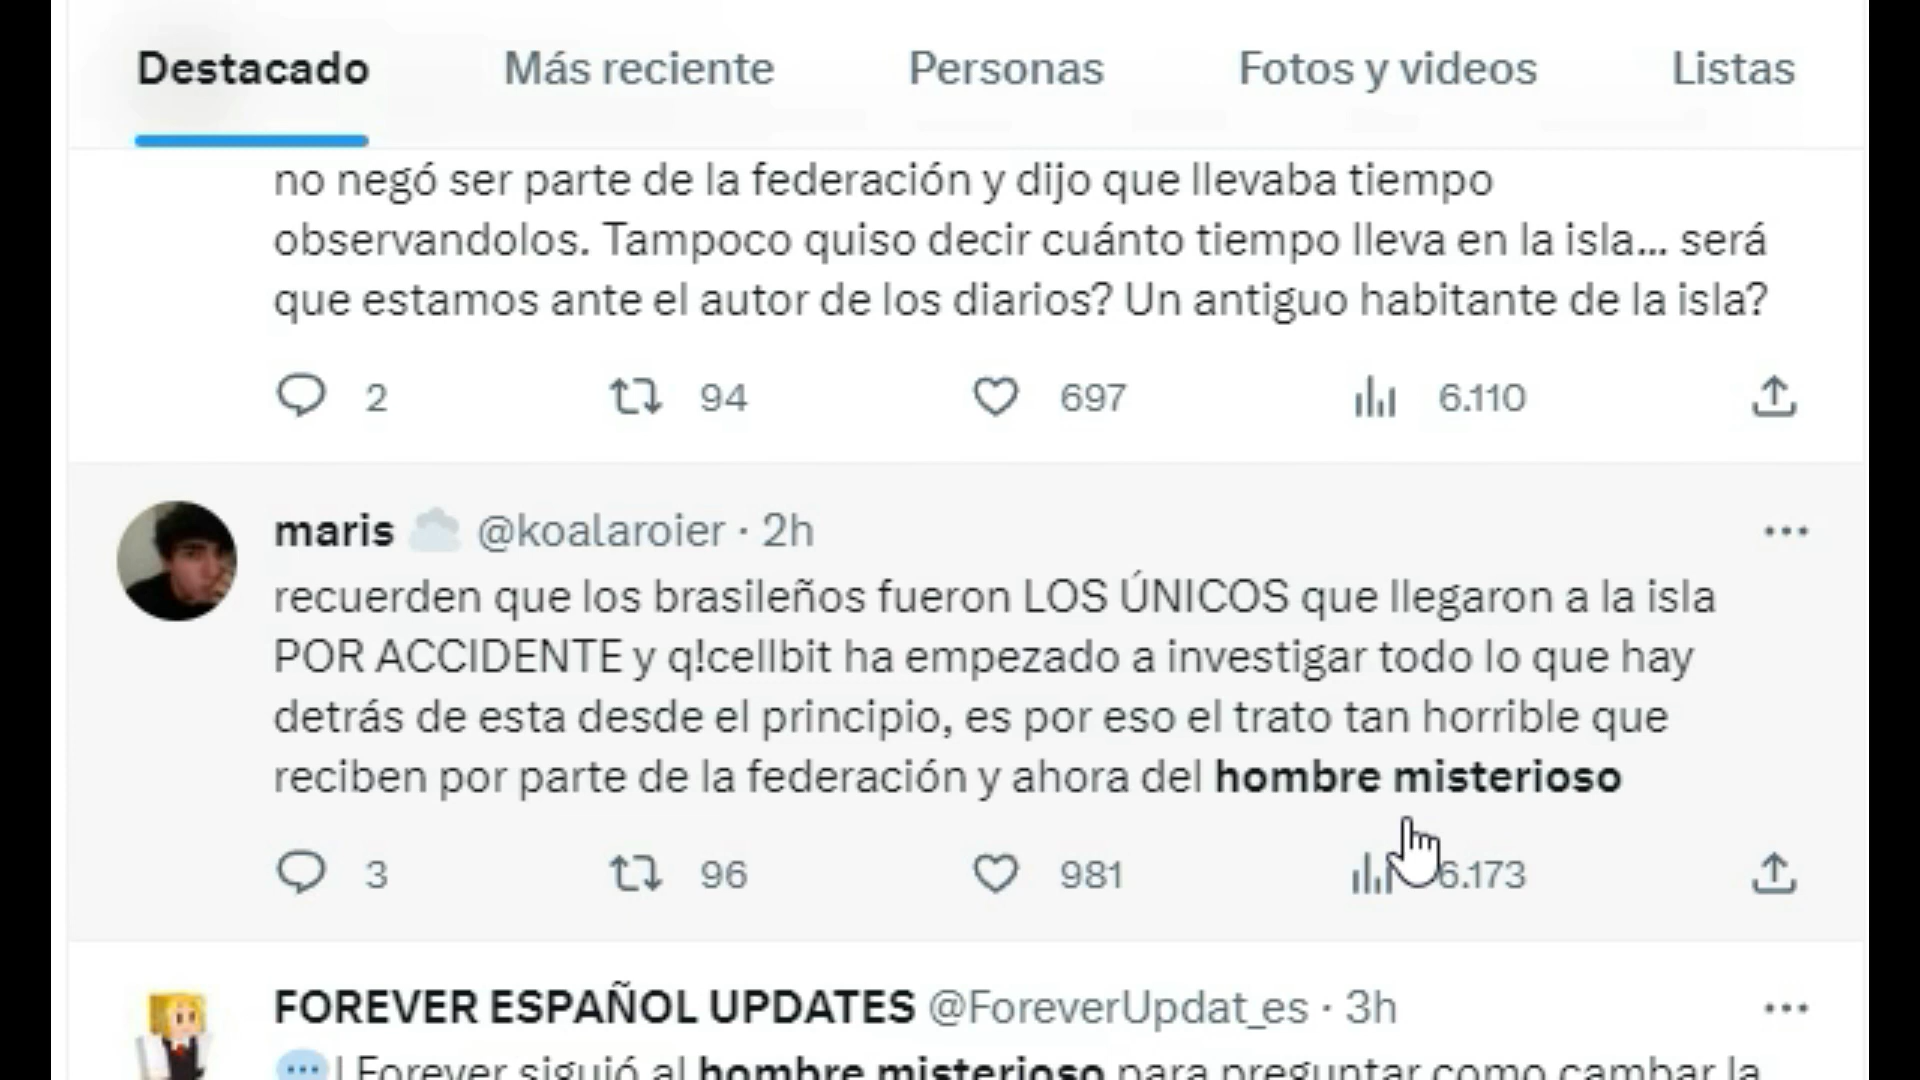 Destacado Más reciente Personas Fotos y videos Listas
no negó ser parte de la federación y dijo que llevaba tiempo
observandolos. Tampoco quiso decir cuánto tiempo lleva en la isla... será
que estamos ante el autor de los diarios? Un antiguo habitante de la isla?
2 94 697 6.110
maris @koalaroier · 2h
recuerden que los brasileños fueron LOS ÚNICOS que llegaron a la isla
POR ACCIDENTE y q!cellbit ha empezado a investigar todo lo que hay
detrás de esta desde el principio, es por eso el trato tan horrible que
reciben por parte de la federación y ahora del hombre misterioso
3 96 981 6.173
FOREVER ESPAÑOL UPDATES @ForeverUpdat_es · 3h
| Forever siguió al hombre misterioso para preguntar como cambar la